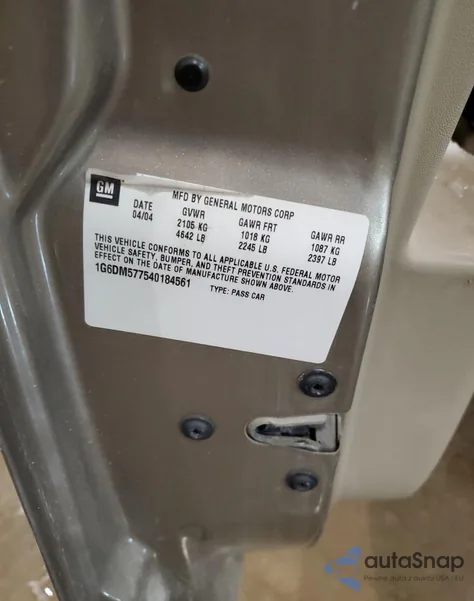 GM
MFD BY GENERAL MOTORS CORP
DATE GVWR GAWR FRT GAWR RR
04/04 2105 KG 1018 KG 1087 KG
4642 LB 2245 LB 2397 LB
THIS VEHICLE CONFORMS TO ALL APPLICABLE U.S. FEDERAL MOTOR
VEHICLE SAFETY, BUMPER, AND THEFT PREVENTION STANDARDS IN
EFFECT ON THE DATE OF MANUFACTURE SHOWN ABOVE.
1G6DM577540184561
TYPE: PASS CAR
autoSnap